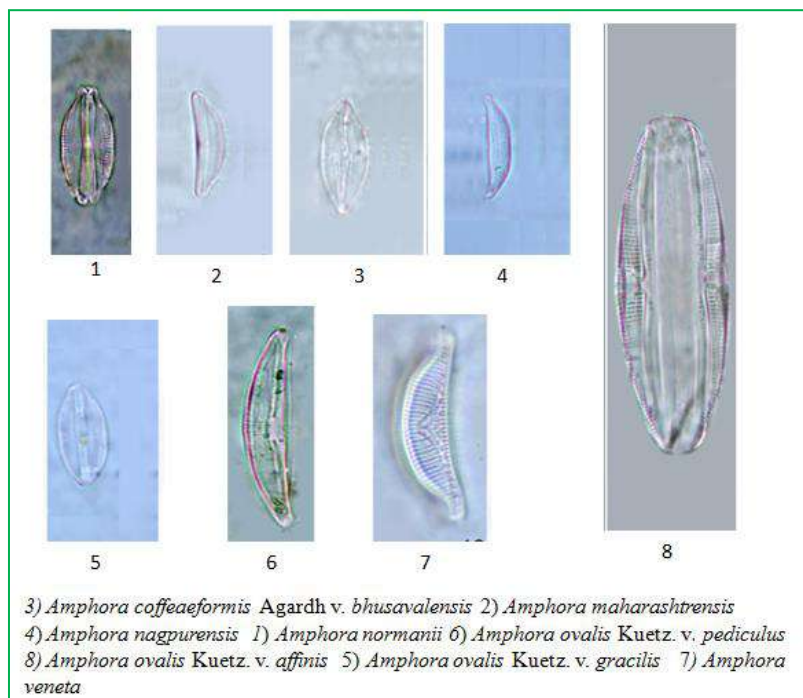 1
2
3
4
5
6
7
8
3) Amphora coffeaeformis Agardh v. bhusavalensis 2) Amphora maharashtrensis
4) Amphora nagpurensis 1) Amphora normanii 6) Amphora ovalis Kuetz. v. pediculus
8) Amphora ovalis Kuetz. v. affinis 5) Amphora ovalis Kuetz. v. gracilis 7) Amphora
veneta